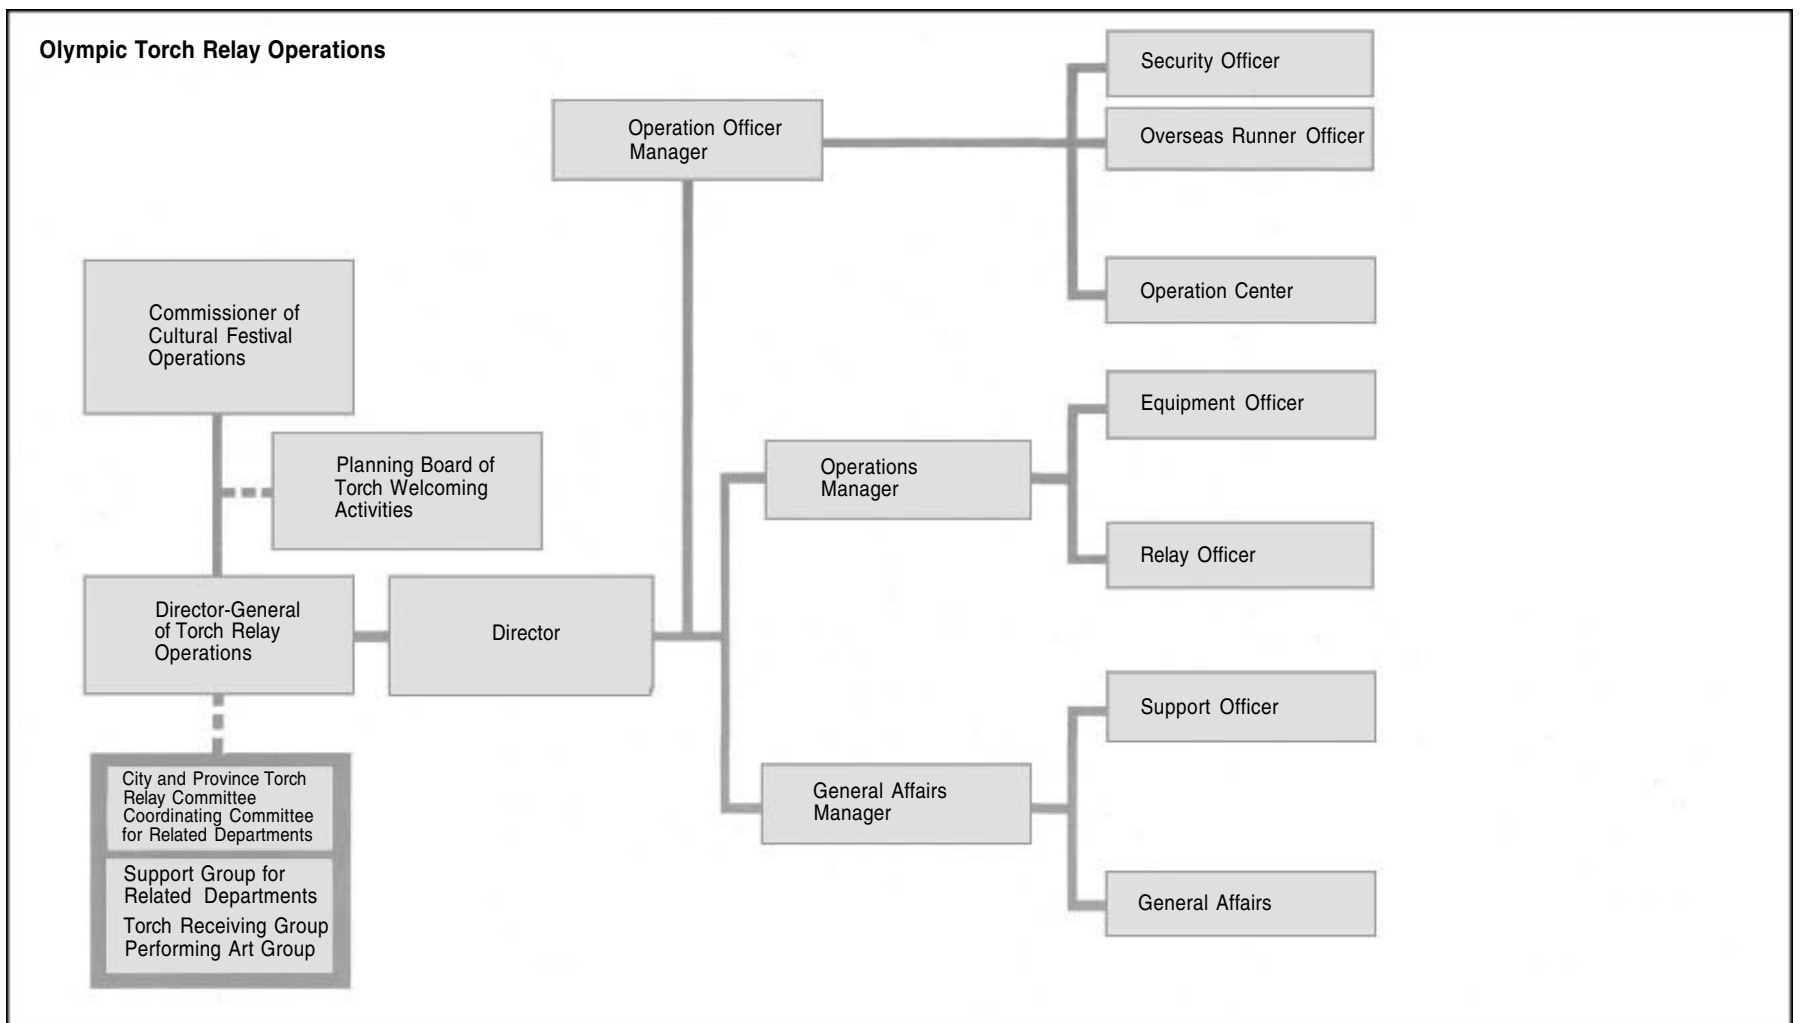 Olympic Torch Relay Operations
Security Officer
Operation Officer
Manager
Overseas Runner Officer
Operation Center
Commissioner of
Cultural Festival
Operations
Planning Board of
Torch Welcoming
Activities
Equipment Officer
Operations
Manager
Relay Officer
Director-General
of Torch Relay
Operations
Director
Support Officer
General Affairs
Manager
General Affairs
City and Province Torch
Relay Committee
Coordinating Committee
for Related Departments
Support Group for
Related Departments
Torch Receiving Group
Performing Art Group